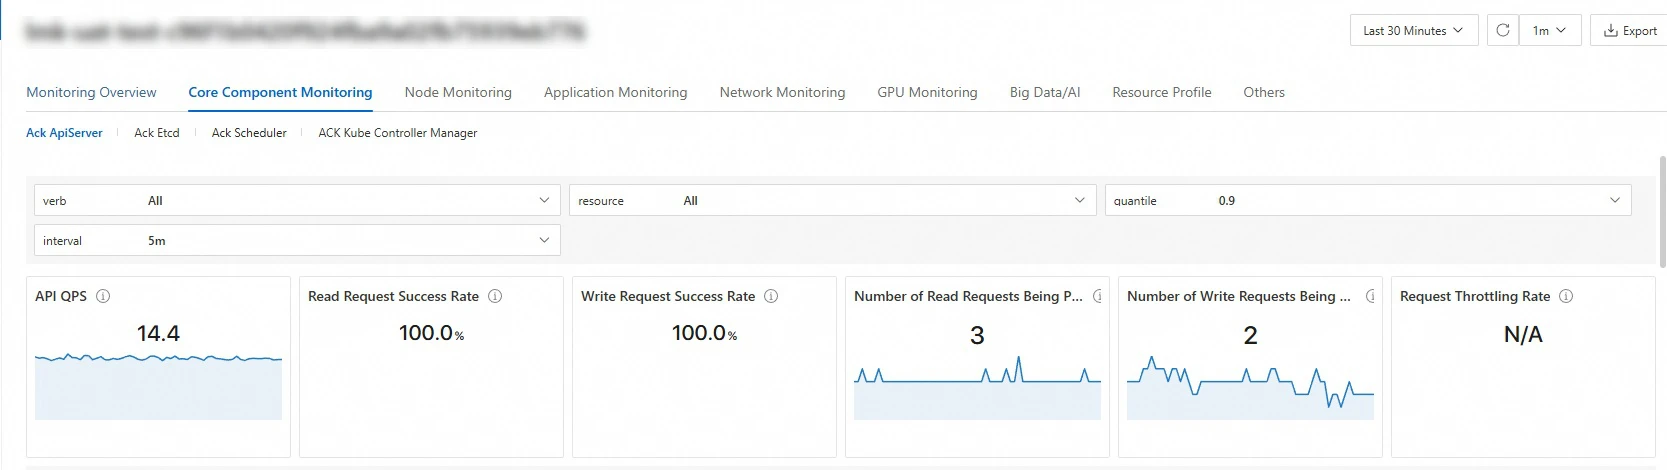 Last 30 Minutes 1m Export
Monitoring Overview Core Component Monitoring Node Monitoring Application Monitoring Network Monitoring GPU Monitoring Big Data/AI Resource Profile Others
Ack ApiServer Ack Etcd Ack Scheduler ACK Kube Controller Manager
verb All resource All quantile 0.9
interval 5m
API QPS Read Request Success Rate Write Request Success Rate Number of Read Requests Being P... Number of Write Requests Being ... Request Throttling Rate
14.4 100.0% 100.0% 3 2 N/A